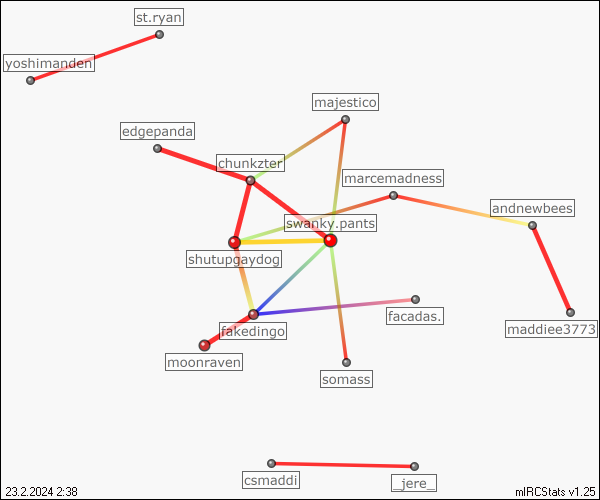 st.ryan
yoshimanden
majestico
edgepanda
chunkzter
marcemadness
andnewbees
swanky.pants
shutupgaydog
facadas.
fakedingo
maddiee3773
moonraven
somass
csmaddi
_jere_
23.2.2024 2:38
mIRCStats v1.25